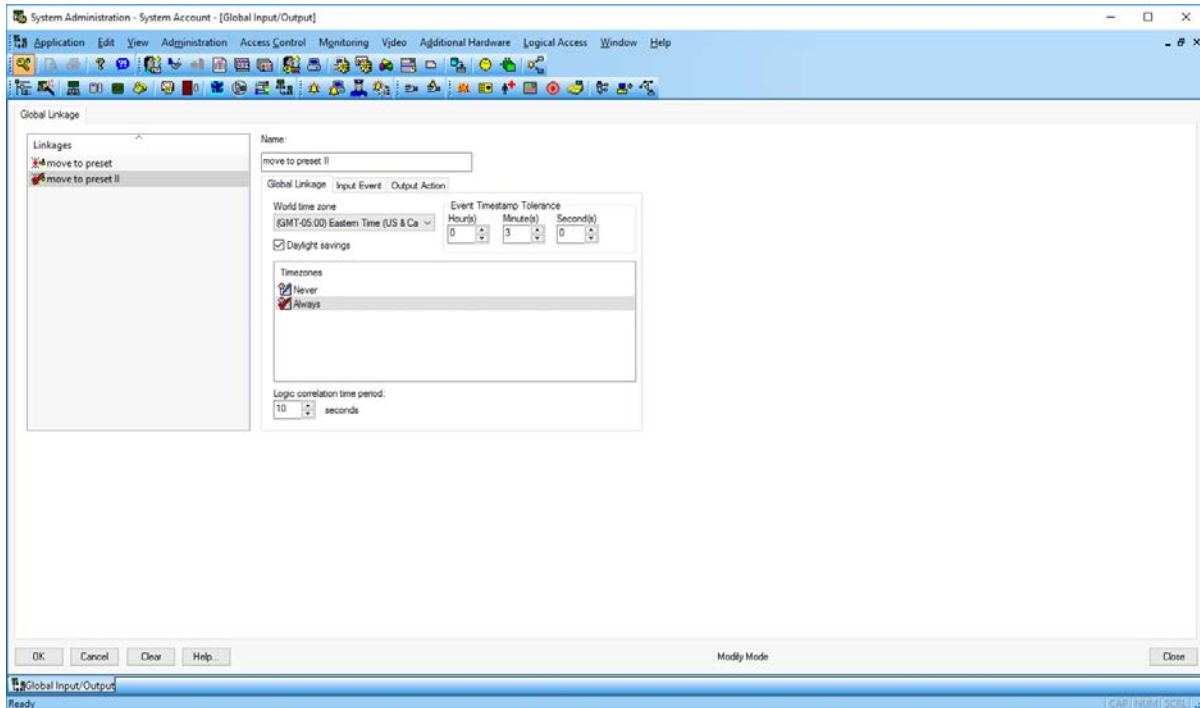 System Administration - System Account - [Global Input/Output]
Application Edit View Administration Access Control Monitoring Video Additional Hardware Logical Access Window Help
Global Linkage
Linkages
move to preset
move to preset II
Name:
move to preset II
Global Linkage Input Event Output Action
World time zone
(GMT-05:00) Eastern Time (US & Ca
Daylight savings
Event Timestamp Tolerance
Hour(s) Minute(s) Second(s)
0 3 0
Timezones
Never
Always
Logic correlation time period:
10 seconds
OK Cancel Clear Help... Modify Mode Close
Global Input/Output
Ready CAP NUM SCRL